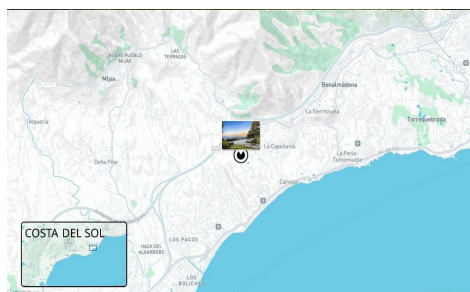 NUEVO PUEBLO
MIJAS
LAS
TERRAZAS
Mijas
Benalmádena
La Serrezuela
Alquería
Torrequebrada
La Capellanía
La Perla-
Torremuelle
Doña Pilar
Carvajal
COSTA DEL SOL
HAZA DEL
ALGARROBO
LOS PACOS
LOS
BOLICHES